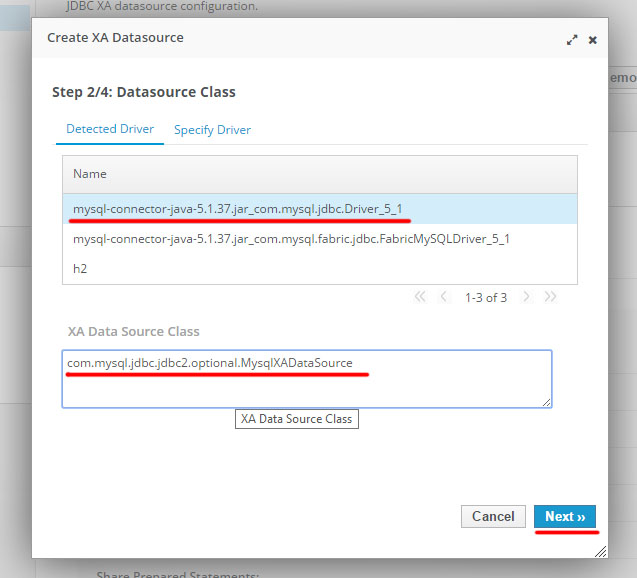 JDBC XA datasource configuration.
Create XA Datasource
emo
Step 2/4: Datasource Class
Detected Driver
Specify Driver
Name
mysql-connector-java-5.1.37.jar_com.mysql.jdbc.Driver_5_1
mysql-connector-java-5.1.37.jar_com.mysql.fabric.jdbc.FabricMySQLDriver_5_1
h2
1-3 of 3
XA Data Source Class
com.mysql.jdbc.jdbc2.optional.MysqlXADataSource
XA Data Source Class
Cancel
Next ››
Share Prepared Statements: